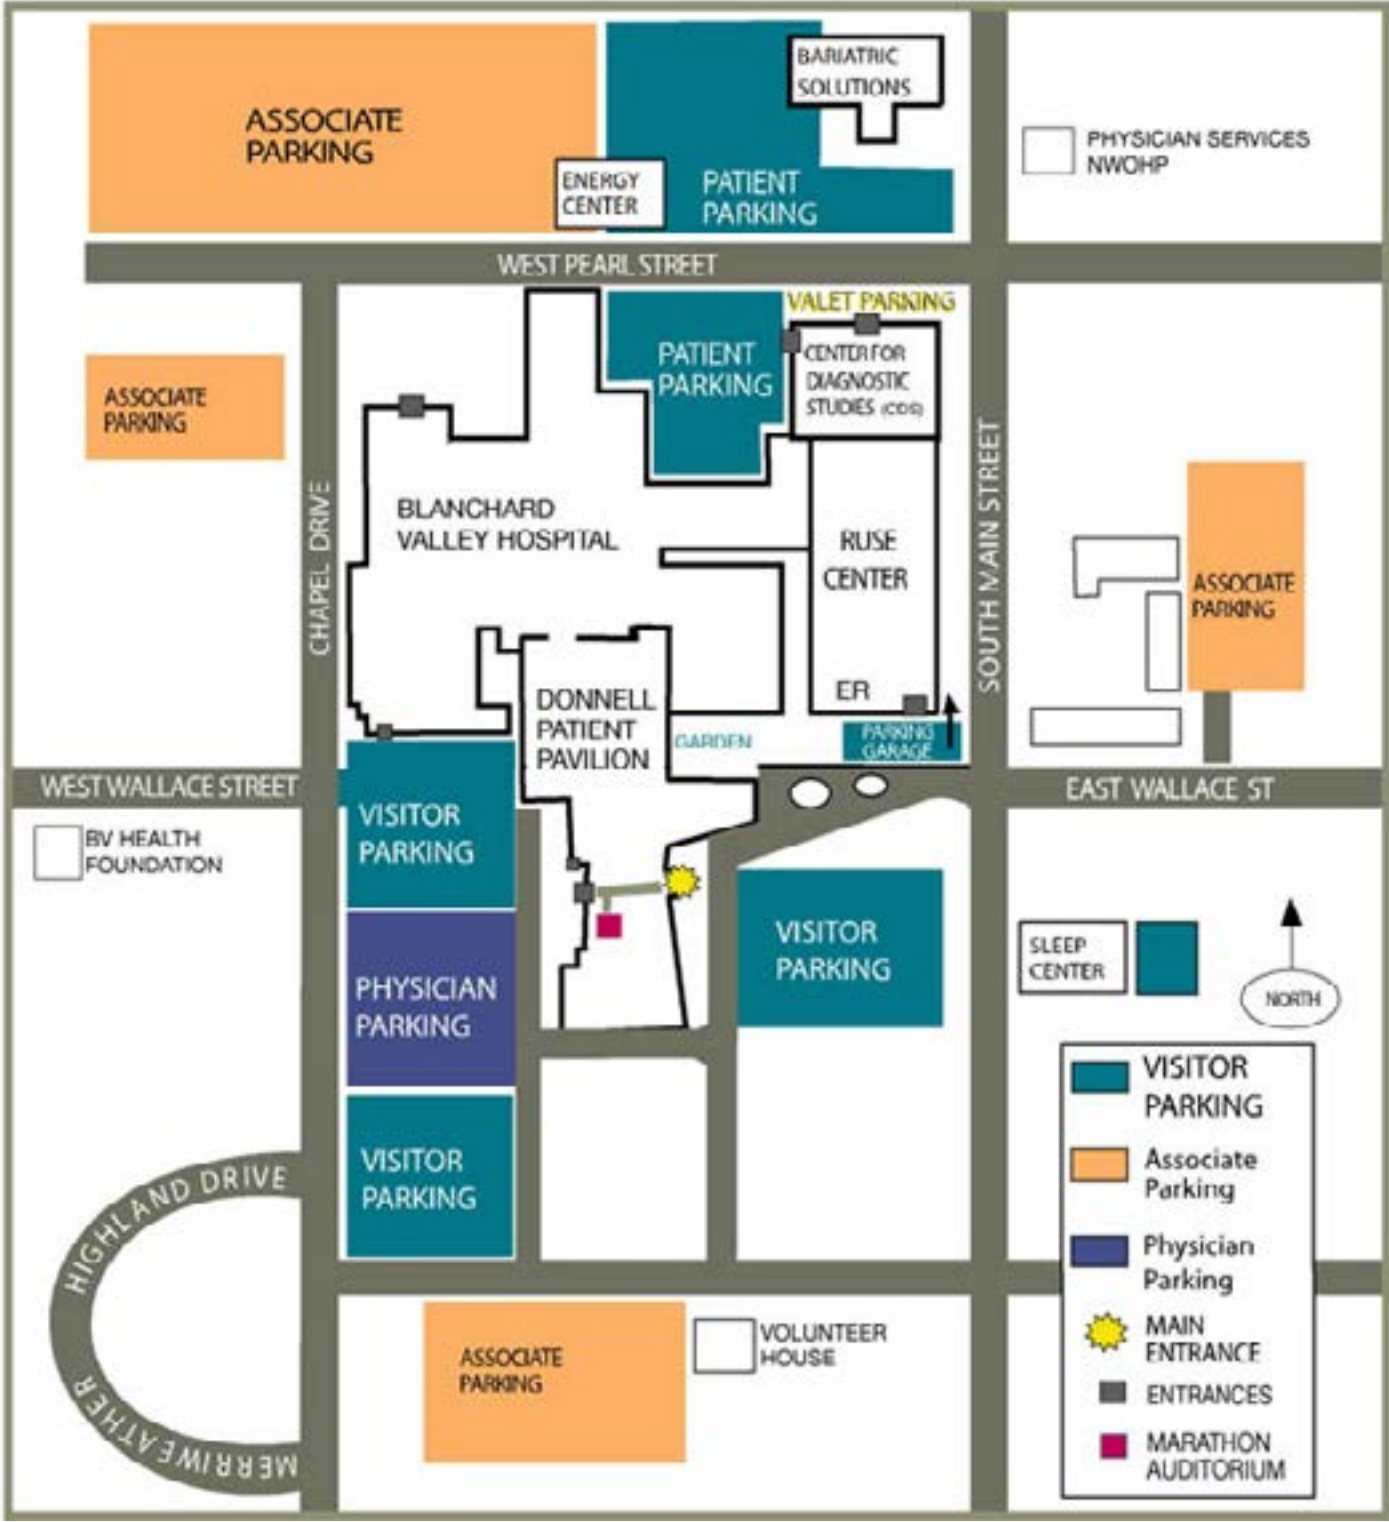 ASSOCIATE
PARKING
BARIATRIC
SOLUTIONS
PHYSICIAN SERVICES
NWOHP
ENERGY
CENTER
PATIENT
PARKING
WEST PEARL STREET
VALET PARKING
PATIENT
PARKING
CENTER FOR
DIAGNOSTIC
STUDIES (CDS)
ASSOCIATE
PARKING
CHAPEL DRIVE
BLANCHARD
VALLEY HOSPITAL
RUSE
CENTER
SOUTH MAIN STREET
ASSOCIATE
PARKING
ER
DONNELL
PATIENT
PAVILION
GARDEN
PARKING
GARAGE
WEST WALLACE STREET
EAST WALLACE ST
VISITOR
PARKING
BV HEALTH
FOUNDATION
VISITOR
PARKING
SLEEP
CENTER
NORTH
PHYSICIAN
PARKING
VISITOR
PARKING
HIGHLAND DRIVE
MERRIWEATHER
ASSOCIATE
PARKING
VOLUNTEER
HOUSE
VISITOR
PARKING
Associate
Parking
Physician
Parking
MAIN
ENTRANCE
ENTRANCES
MARATHON
AUDITORIUM